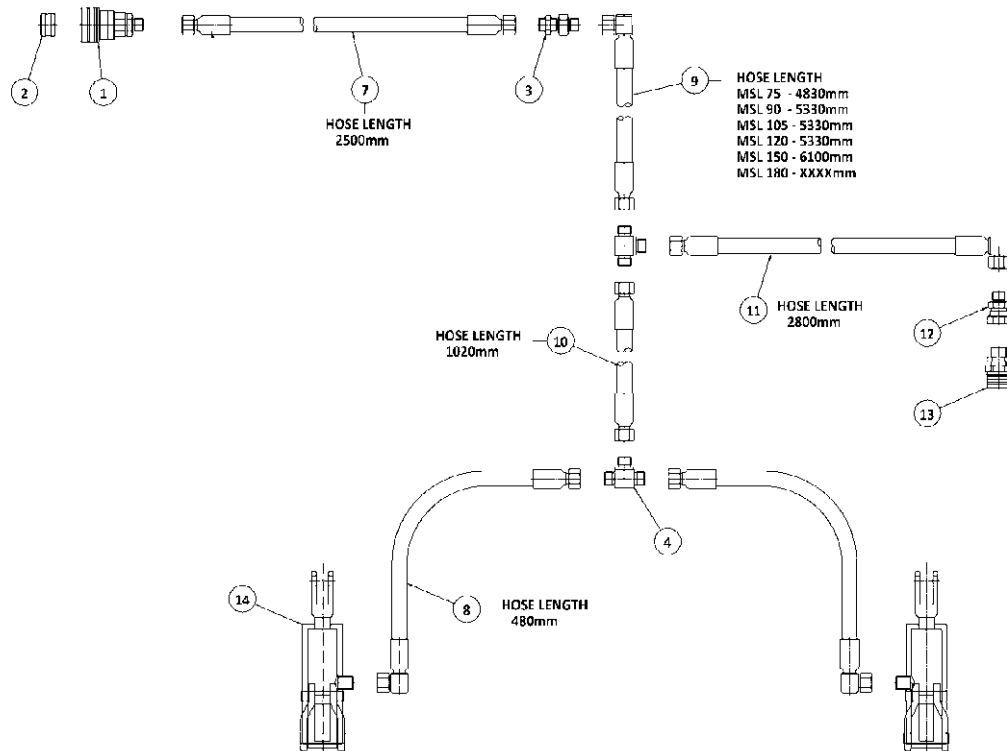 2
1
7
3
9
HOSE LENGTH
2500mm
HOSE LENGTH
MSL 75 - 4830mm
MSL 90 - 5330mm
MSL 105 - 5330mm
MSL 120 - 5330mm
MSL 150 - 6100mm
MSL 180 - XXXXmm
11
HOSE LENGTH
2800mm
12
HOSE LENGTH
1020mm
10
13
4
14
8
HOSE LENGTH
480mm